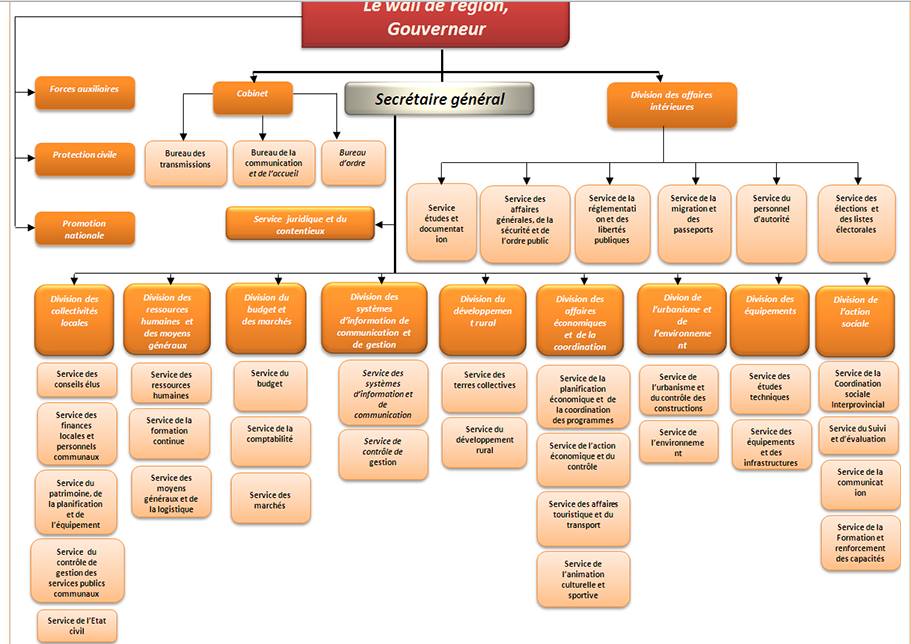 Le wali de région,
Gouverneur
Forces auxiliaires
Protection civile
Promotion
nationale
Cabinet
Secrétaire général
Division des affaires
intérieures
Bureau des
transmissions
Bureau de la
communication
et de l'accueil
Bureau
d'ordre
Service juridique et du
contentieux
Service
études et
documentat
ion
Service des
affaires
générales, de la
sécurité et de
l'ordre public
Service de la
réglementati
on et des
libertés
publiques
Service de la
migration et
des
passeports
Service du
personnel
d'autorité
Service des
élections et
des listes
électorales
Division des
collectivités
locales
Division des
ressources
humaines et
des moyens
généraux
Division du
budget et
des marchés
Division des
systèmes
d'information de
communication et
de gestion
Division du
développemen
t rural
Division des
affaires
économiques
et de la
coordination
Divion de
l'urbanisme et
de
l'environneme
nt
Division des
équipements
Division de
l'action
sociale
Service des
conseils élus
Service des
finances
locales et
personnels
communaux
Service du
patrimoine, de
la planification
et de
l'équipement
Service du
contrôle de
gestion des
services publics
communaux
Service de l'Etat
civil
Service des
ressources
humaines
Service de la
formation
continue
Service des
moyens
généraux et de
la logistique
Service du
budget
Service de la
comptabilité
Service des
marchés
Service des
systèmes
d'information et
de
communication
Service de
contrôle de
gestion
Service des
terres collectives
Service du
développement
rural
Service de la
planification
économique et de
la coordination
des programmes
Service de l'action
économique et du
contrôle
Service des affaires
touristique et du
transport
Service de
l'animation
culturelle et
sportive
Service de
l'urbanisme et
du contrôle des
constructions
Service de
l'environneme
nt
Service des
études
techniques
Service des
équipements
et des
infrastructures
Service de la
Coordination
sociale
Interprovincial
Service du Suivi
et d'évaluation
Service de la
communicat
ion
Service de la
Formation et
renforcement
des capacités